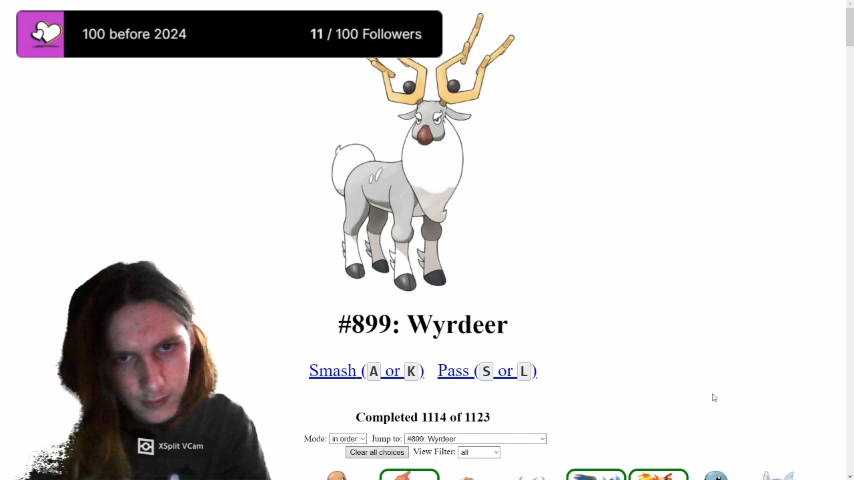 100 before 2024
11 / 100 Followers
#899: Wyrdeer
Smash (A or K) Pass (S or L)
Completed 1114 of 1123
Mode: in order Jump to: #899: Wyrdeer
Clear all choices View Filter: all
XSplit VCam